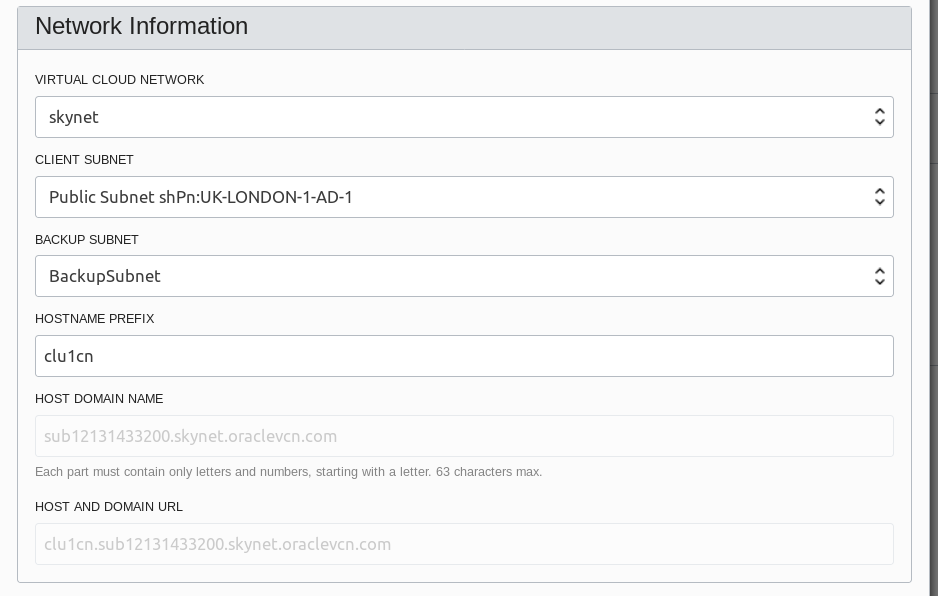 Network Information
VIRTUAL CLOUD NETWORK
skynet
CLIENT SUBNET
Public Subnet shPn:UK-LONDON-1-AD-1
BACKUP SUBNET
BackupSubnet
HOSTNAME PREFIX
clu1cn
HOST DOMAIN NAME
sub12131433200.skynet.oraclevcn.com
Each part must contain only letters and numbers, starting with a letter. 63 characters max.
HOST AND DOMAIN URL
clu1cn.sub12131433200.skynet.oraclevcn.com